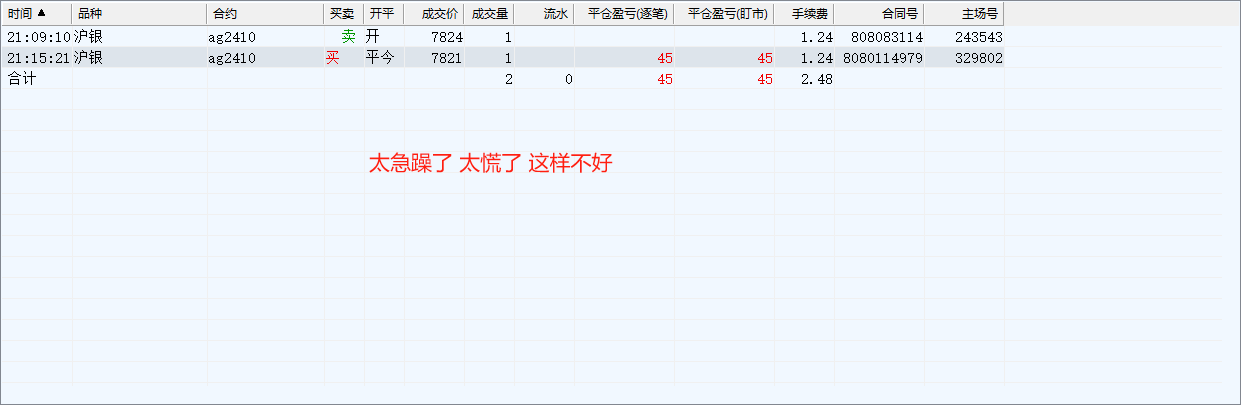 时间 ▲ 品种 合约 买卖 开平 成交价 成交量 流水 平仓盈亏(逐笔) 平仓盈亏(盯市) 手续费 合同号 主场号
21:09:10 沪银 ag2410 卖 开 7824 1 1.24 808083114 243543
21:15:21 沪银 ag2410 买 平今 7821 1 45 45 1.24 8080114979 329802
合计 2 0 45 45 2.48
太急躁了 太慌了 这样不好